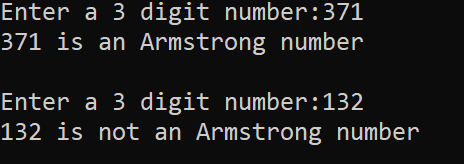 Enter a 3 digit number:371
371 is an Armstrong number
Enter a 3 digit number:132
132 is not an Armstrong number